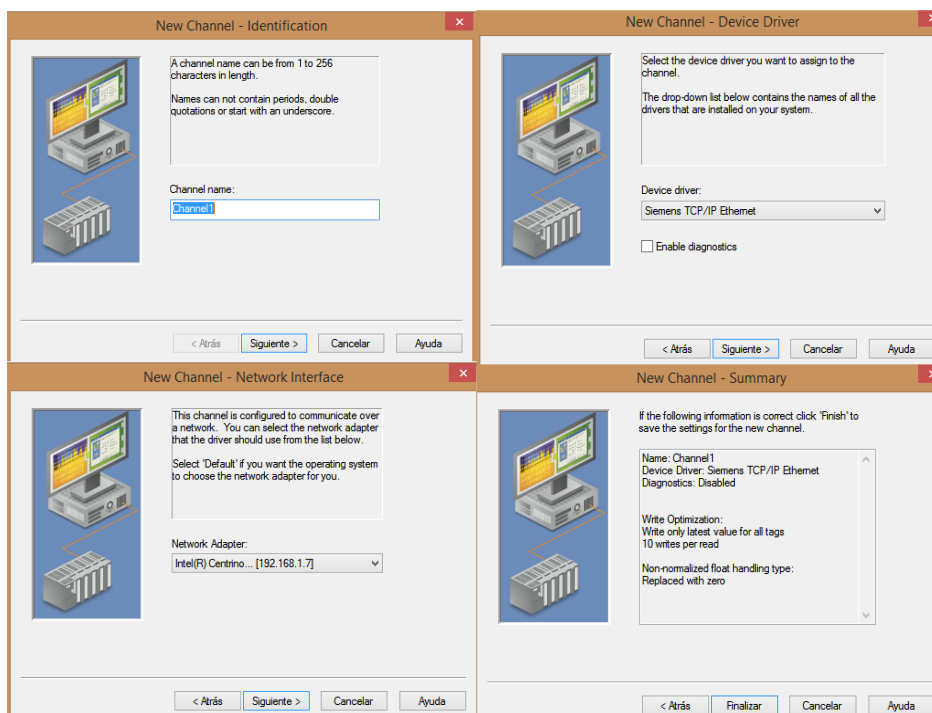 New Channel - Identification
A channel name can be from 1 to 256
characters in length.
Names can not contain periods, double
quotations or start with an underscore.
Channel name:
Channel1
< Atrás
Siguiente >
Cancelar
Ayuda
New Channel - Device Driver
Select the device driver you want to assign to the
channel.
The drop-down list below contains the names of all the
drivers that are installed on your system.
Device driver:
Siemens TCP/IP Ethernet
Enable diagnostics
< Atrás
Siguiente >
Cancelar
Ayuda
New Channel - Network Interface
This channel is configured to communicate over
a network. You can select the network adapter
that the driver should use from the list below.
Select 'Default' if you want the operating system
to choose the network adapter for you.
Network Adapter:
Intel(R) Centrino... [192.168.1.7]
< Atrás
Siguiente >
Cancelar
Ayuda
New Channel - Summary
If the following information is correct click 'Finish' to
save the settings for the new channel.
Name: Channel1
Device Driver: Siemens TCP/IP Ethernet
Diagnostics: Disabled
Write Optimization:
Write only latest value for all tags
10 writes per read
Non-normalized float handling type:
Replaced with zero
< Atrás
Finalizar
Cancelar
Ayuda